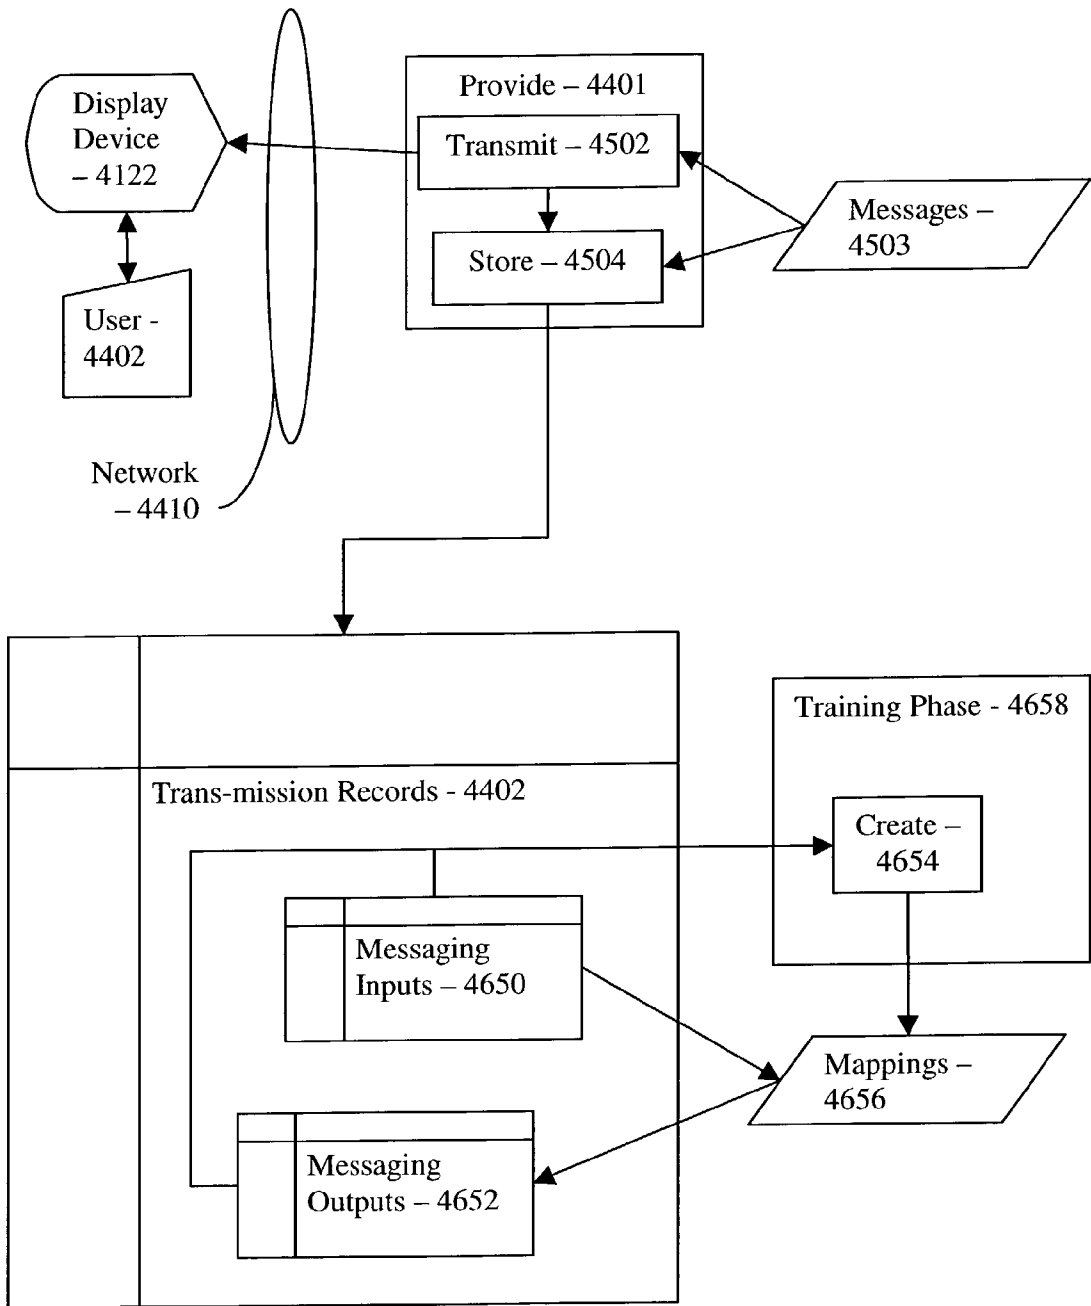 Display
Device
– 4122
User -
4402
Network
– 4410
Provide – 4401
Transmit – 4502
Store – 4504
Messages –
4503
Trans-mission Records - 4402
Messaging
Inputs – 4650
Messaging
Outputs – 4652
Training Phase - 4658
Create –
4654
Mappings –
4656